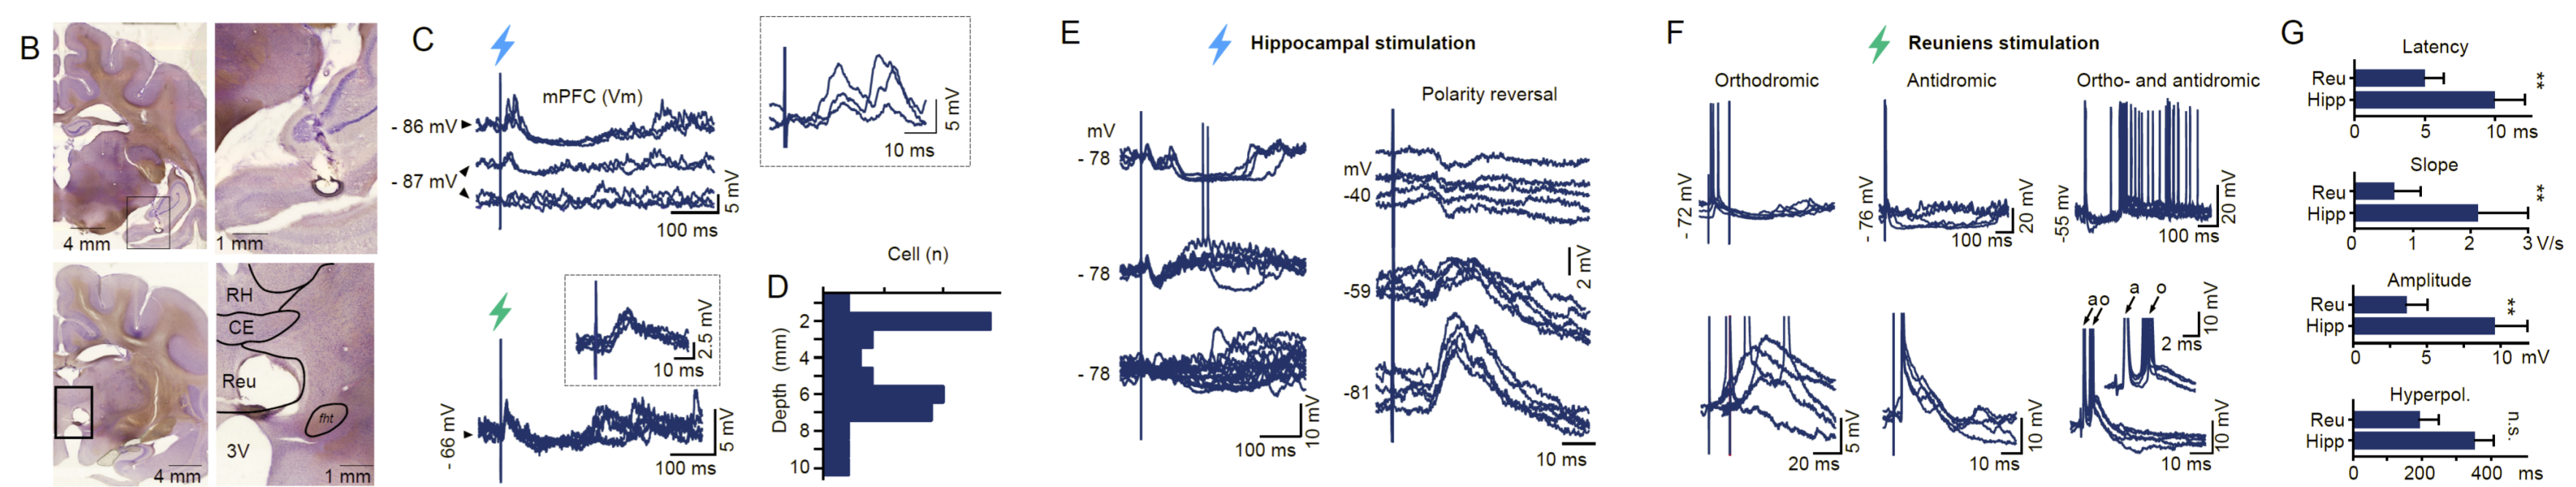 B
4 mm
1 mm
RH
CE
Reu
fht
3V
4 mm
1 mm
C
mPFC (Vm)
- 86 mV
- 87 mV
5 mV
100 ms
5 mV
10 ms
- 66 mV
5 mV
100 ms
2.5 mV
10 ms
D
Cell (n)
Depth (mm)
2
4
6
8
10
E
Hippocampal stimulation
Polarity reversal
mV
- 78
- 78
- 78
100 ms
10 mV
mV
-40
-59
-81
2 mV
10 ms
F
Reuniens stimulation
Orthodromic
Antidromic
Ortho- and antidromic
- 72 mV
- 76 mV
100 ms
20 mV
-55 mv
100 ms
20 mV
20 ms
5 mV
10 ms
10 mV
a o
a
o
2 ms
10 mV
10 ms
10 mV
G
Latency
Reu
Hipp
**
0 5 10 ms
Slope
Reu
Hipp
**
0 1 2 3 V/s
Amplitude
Reu
Hipp
**
0 5 10 mV
Hyperpol.
Reu
Hipp
n.s.
0 200 400 ms